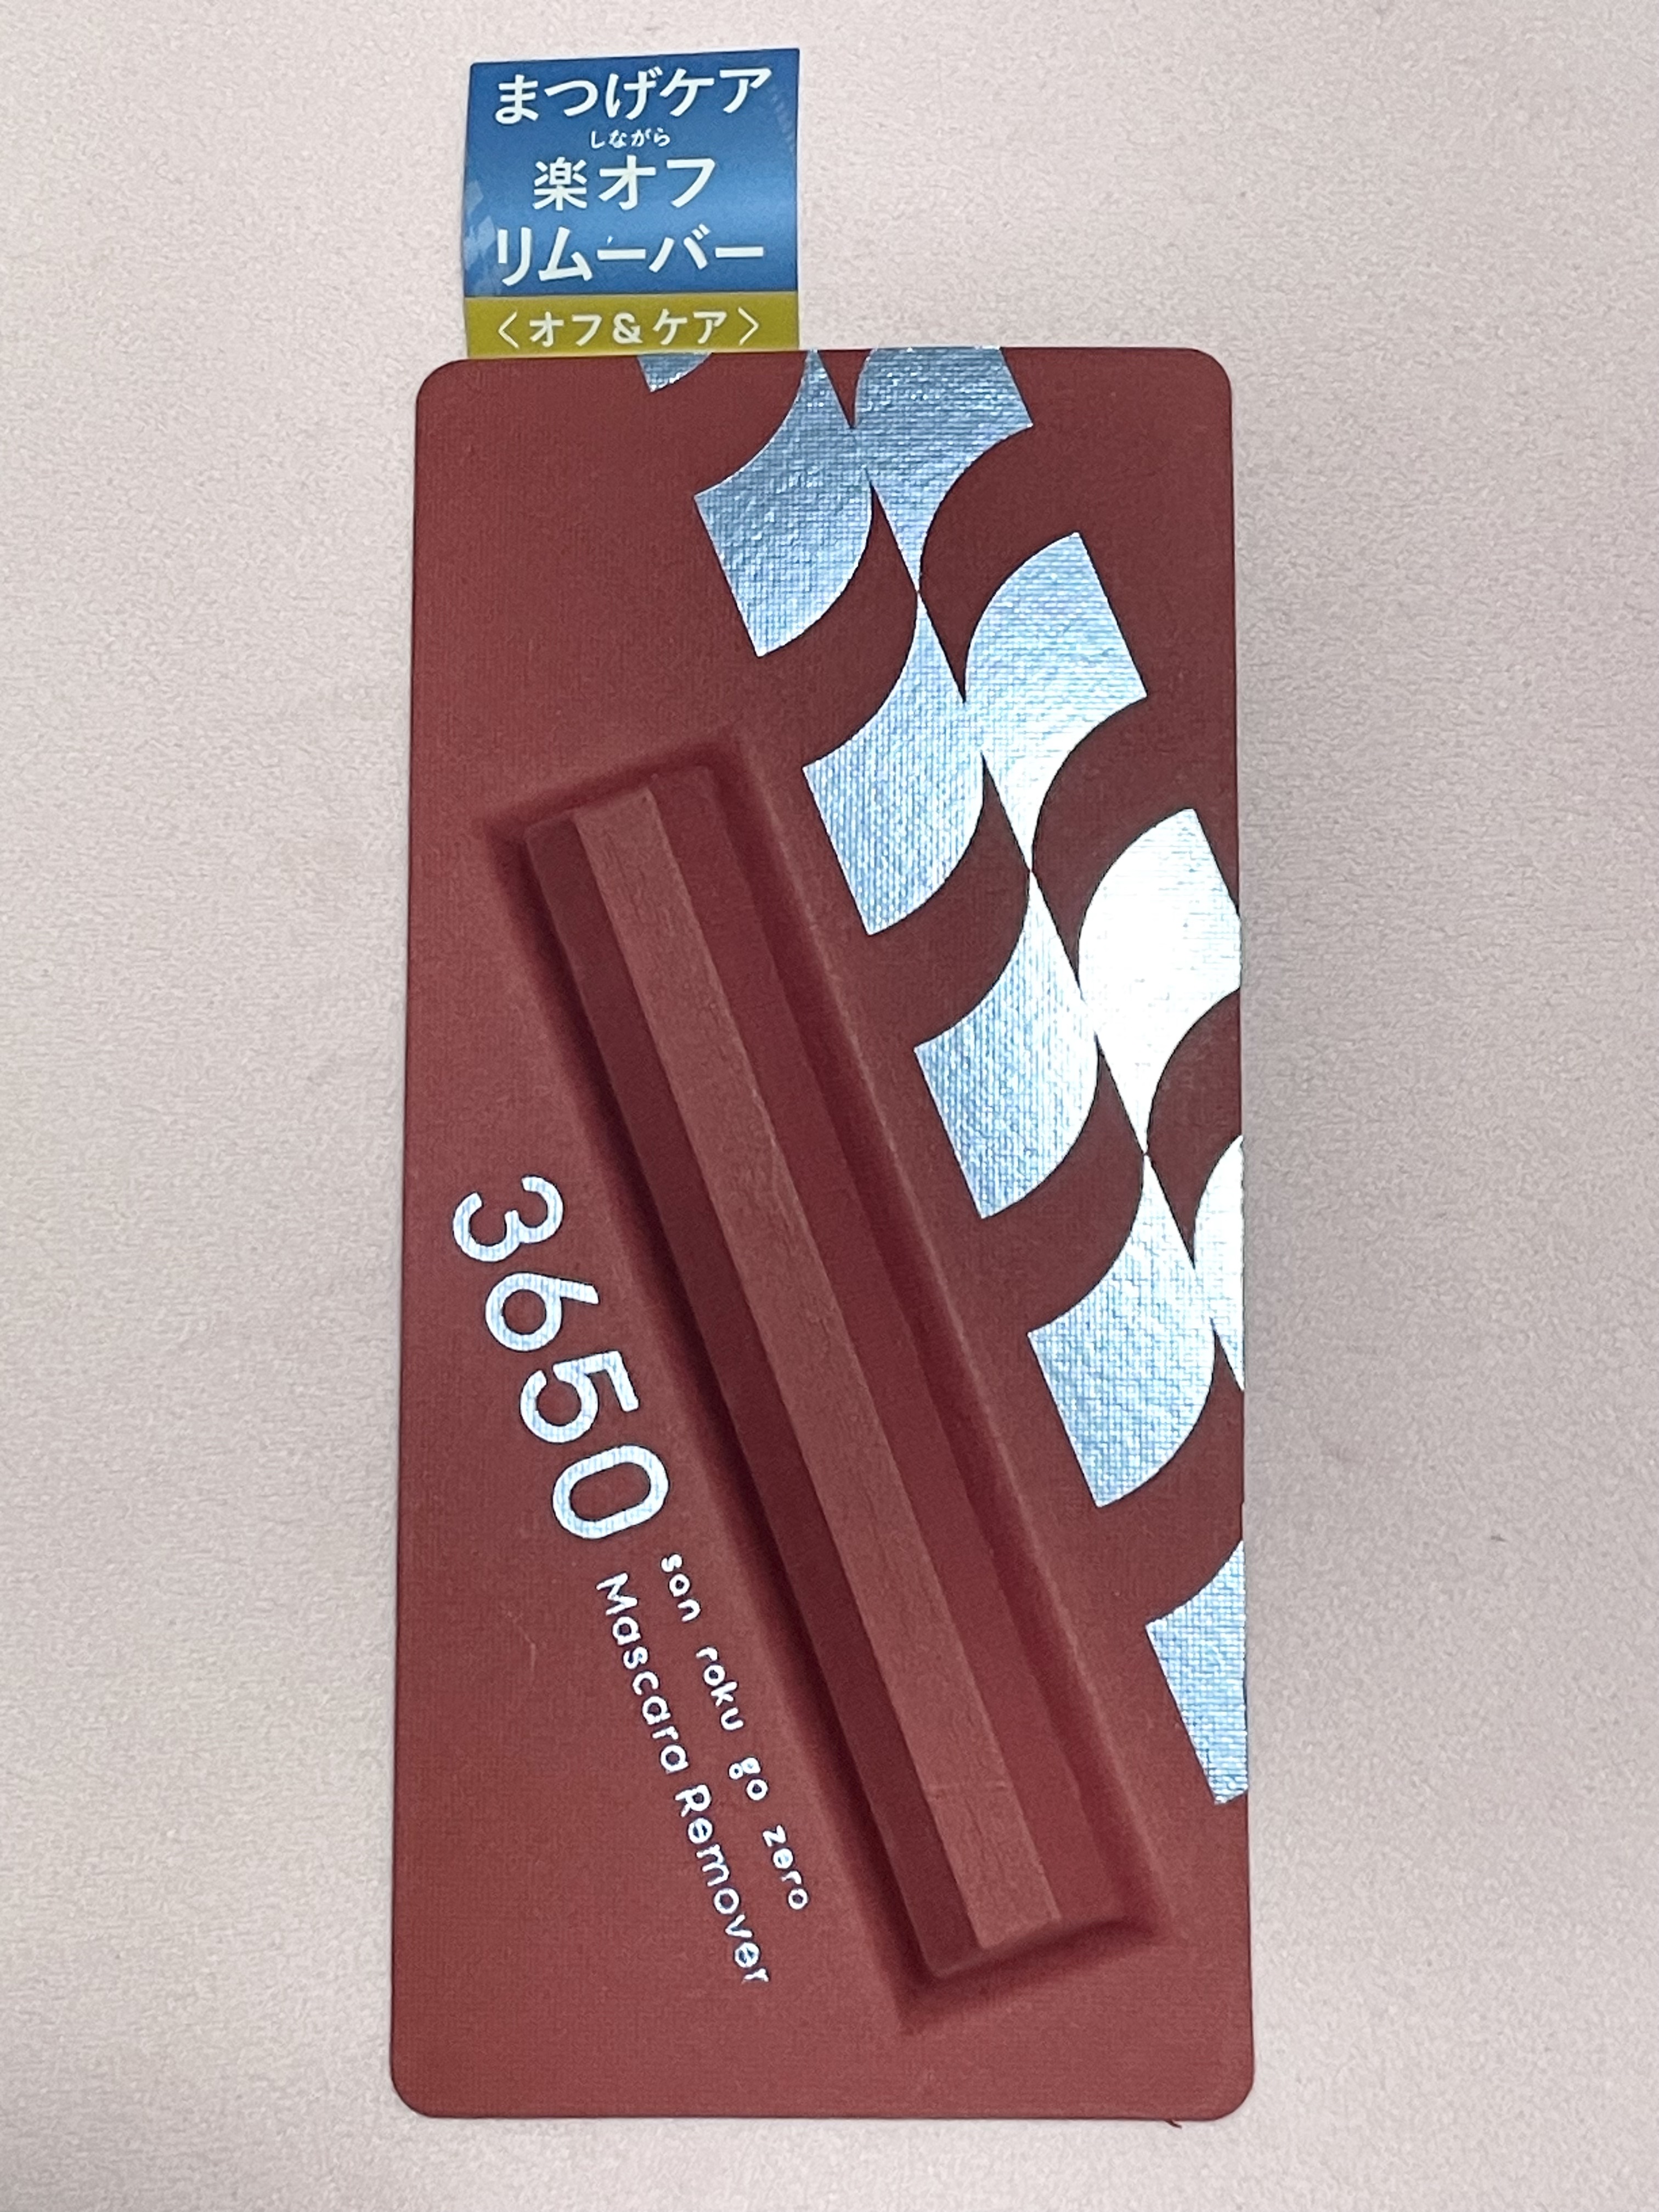 まつげケア
しながら
楽オフ
リムーバー
〈オフ&ケア〉
3650
san roku go zero
Mascara Remover